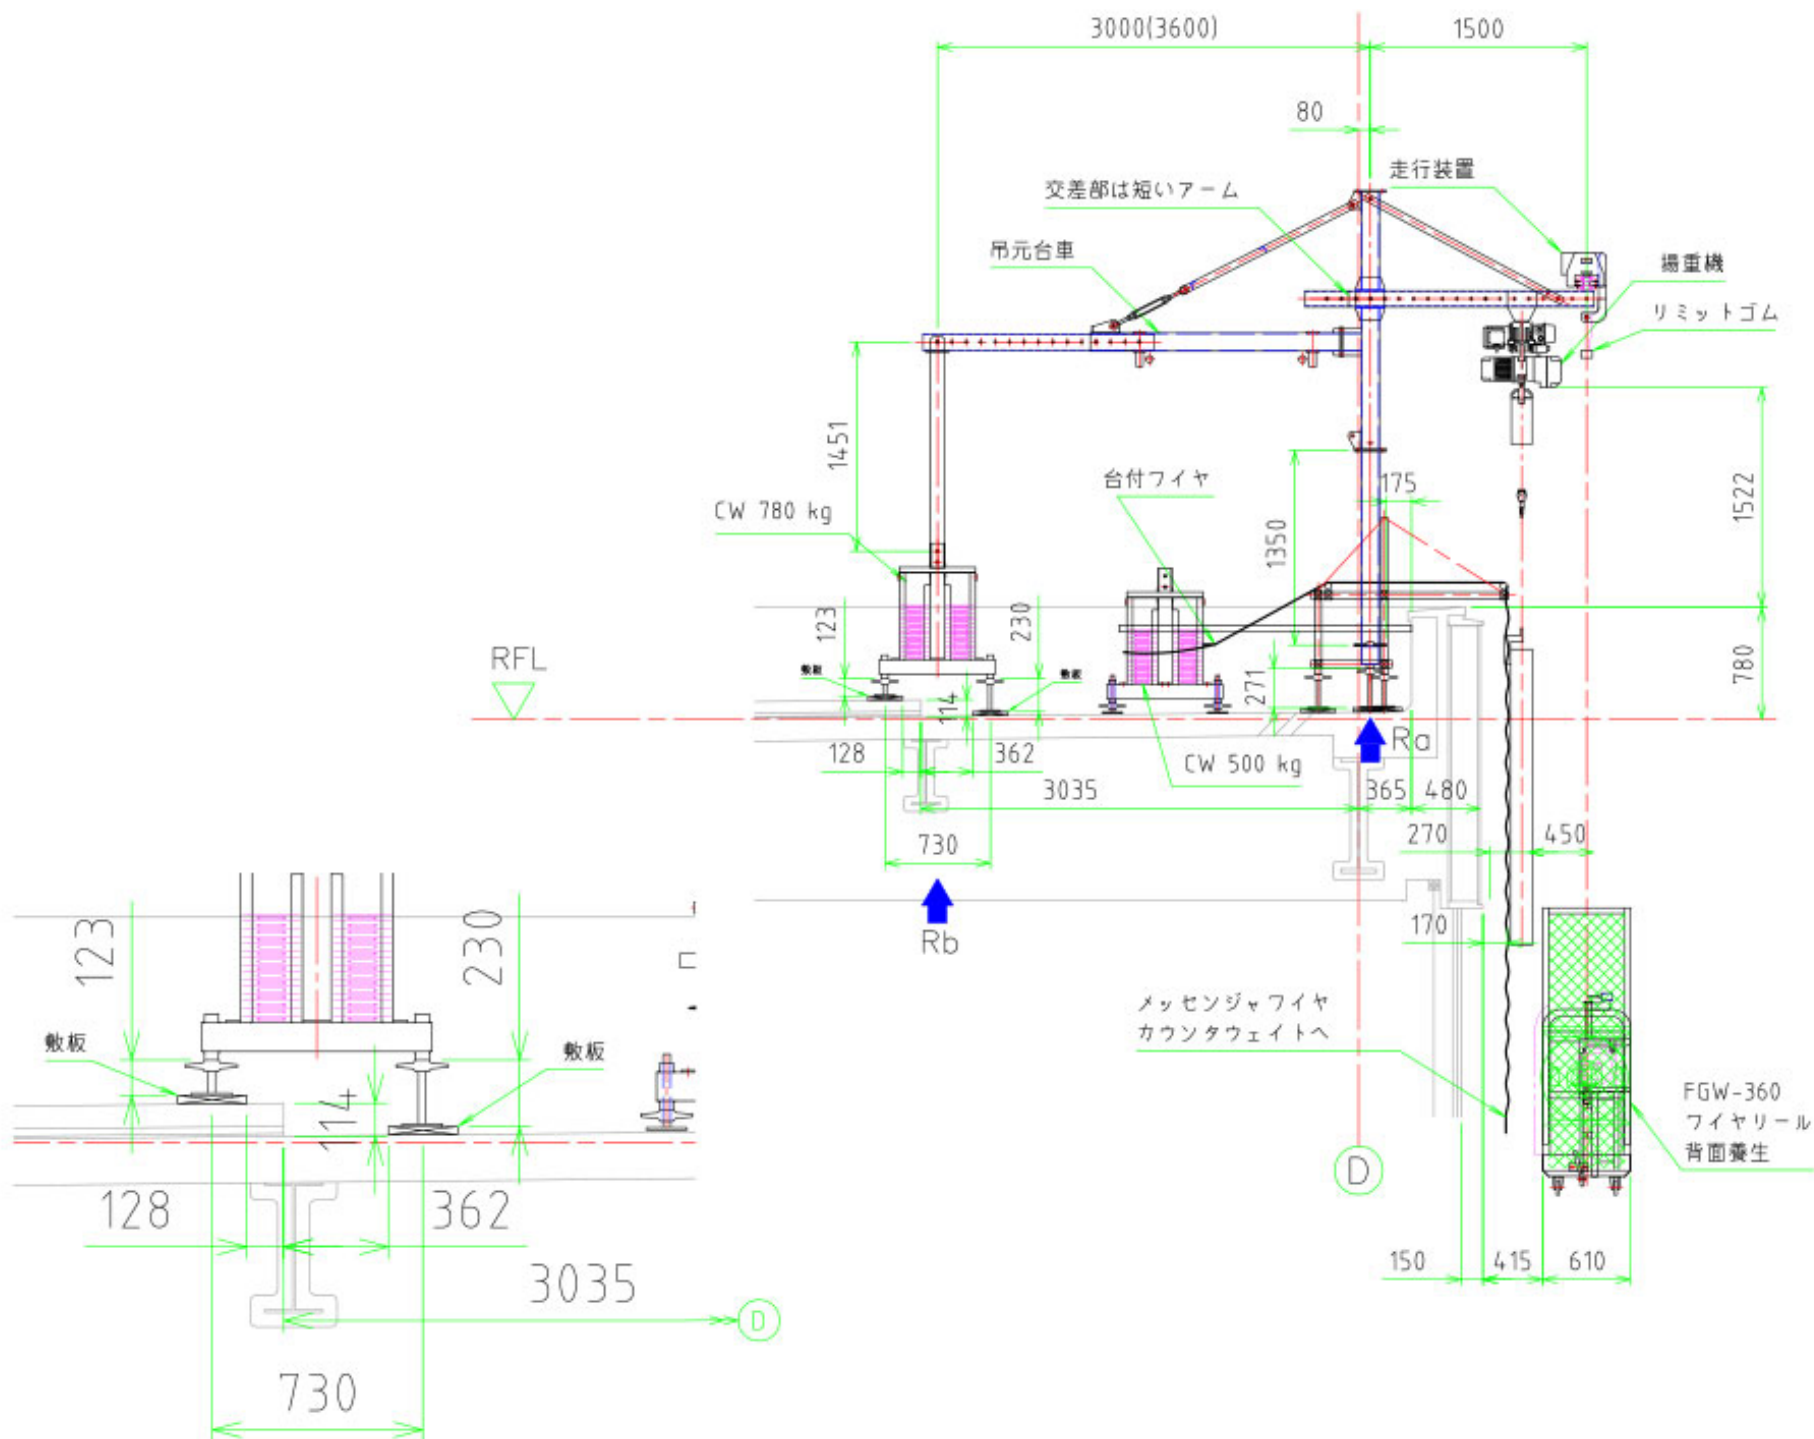 3000(3600)
1500
80
走行装置
交差部は短いアーム
吊元台車
揚重機
リミットゴム
1451
175
台付ワイヤ
CW 780 kg
1350
1522
123
230
RFL
敷板
敷板
271
780
114
128
362
Ra
CW 500 kg
3035
365
480
730
270
450
Rb
170
メッセンジャワイヤ
カウンタウェイトへ
FGW-360
ワイヤリール
背面養生
D
150
415
610
123
230
敷板
敷板
114
128
362
3035
D
730